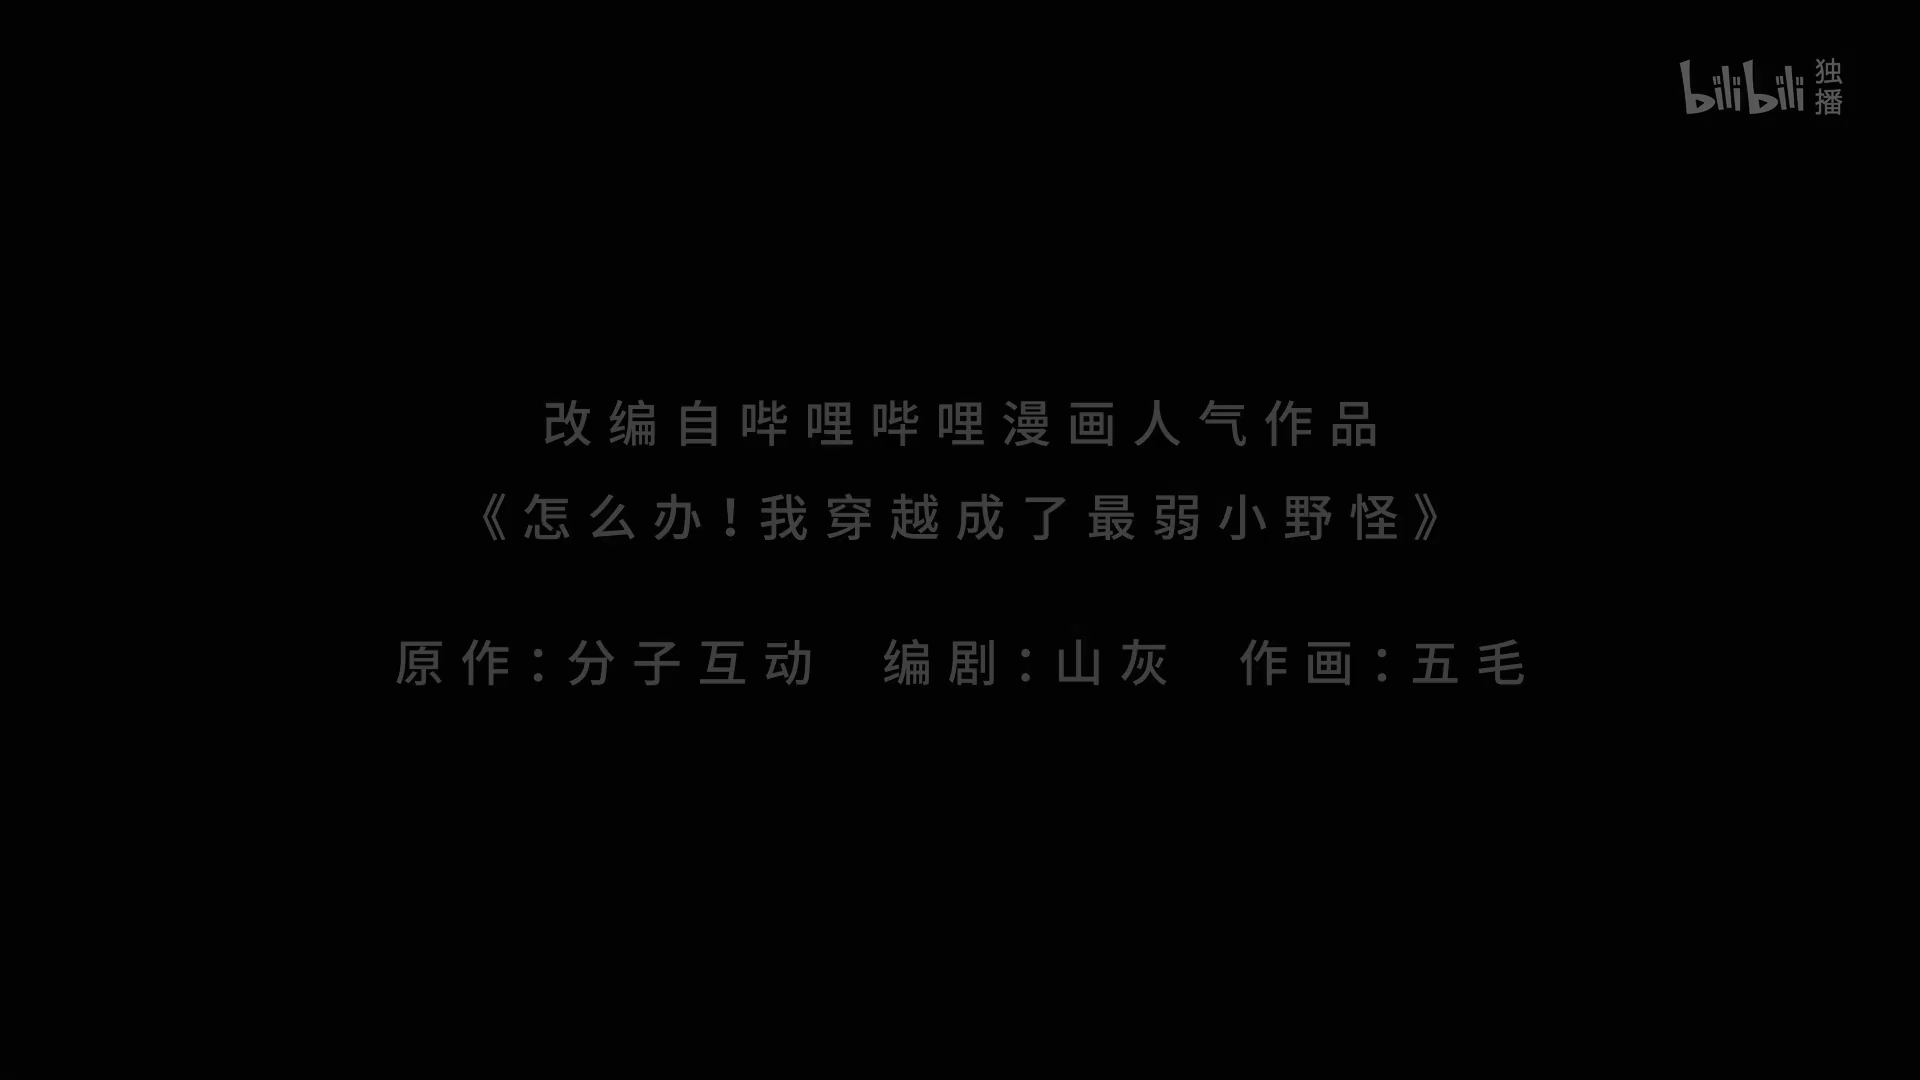 bilibili 独播
改编自哔哩哔哩漫画人气作品
《怎么办！我穿越成了最弱小野怪》
原作：分子互动 编剧：山灰 作画：五毛